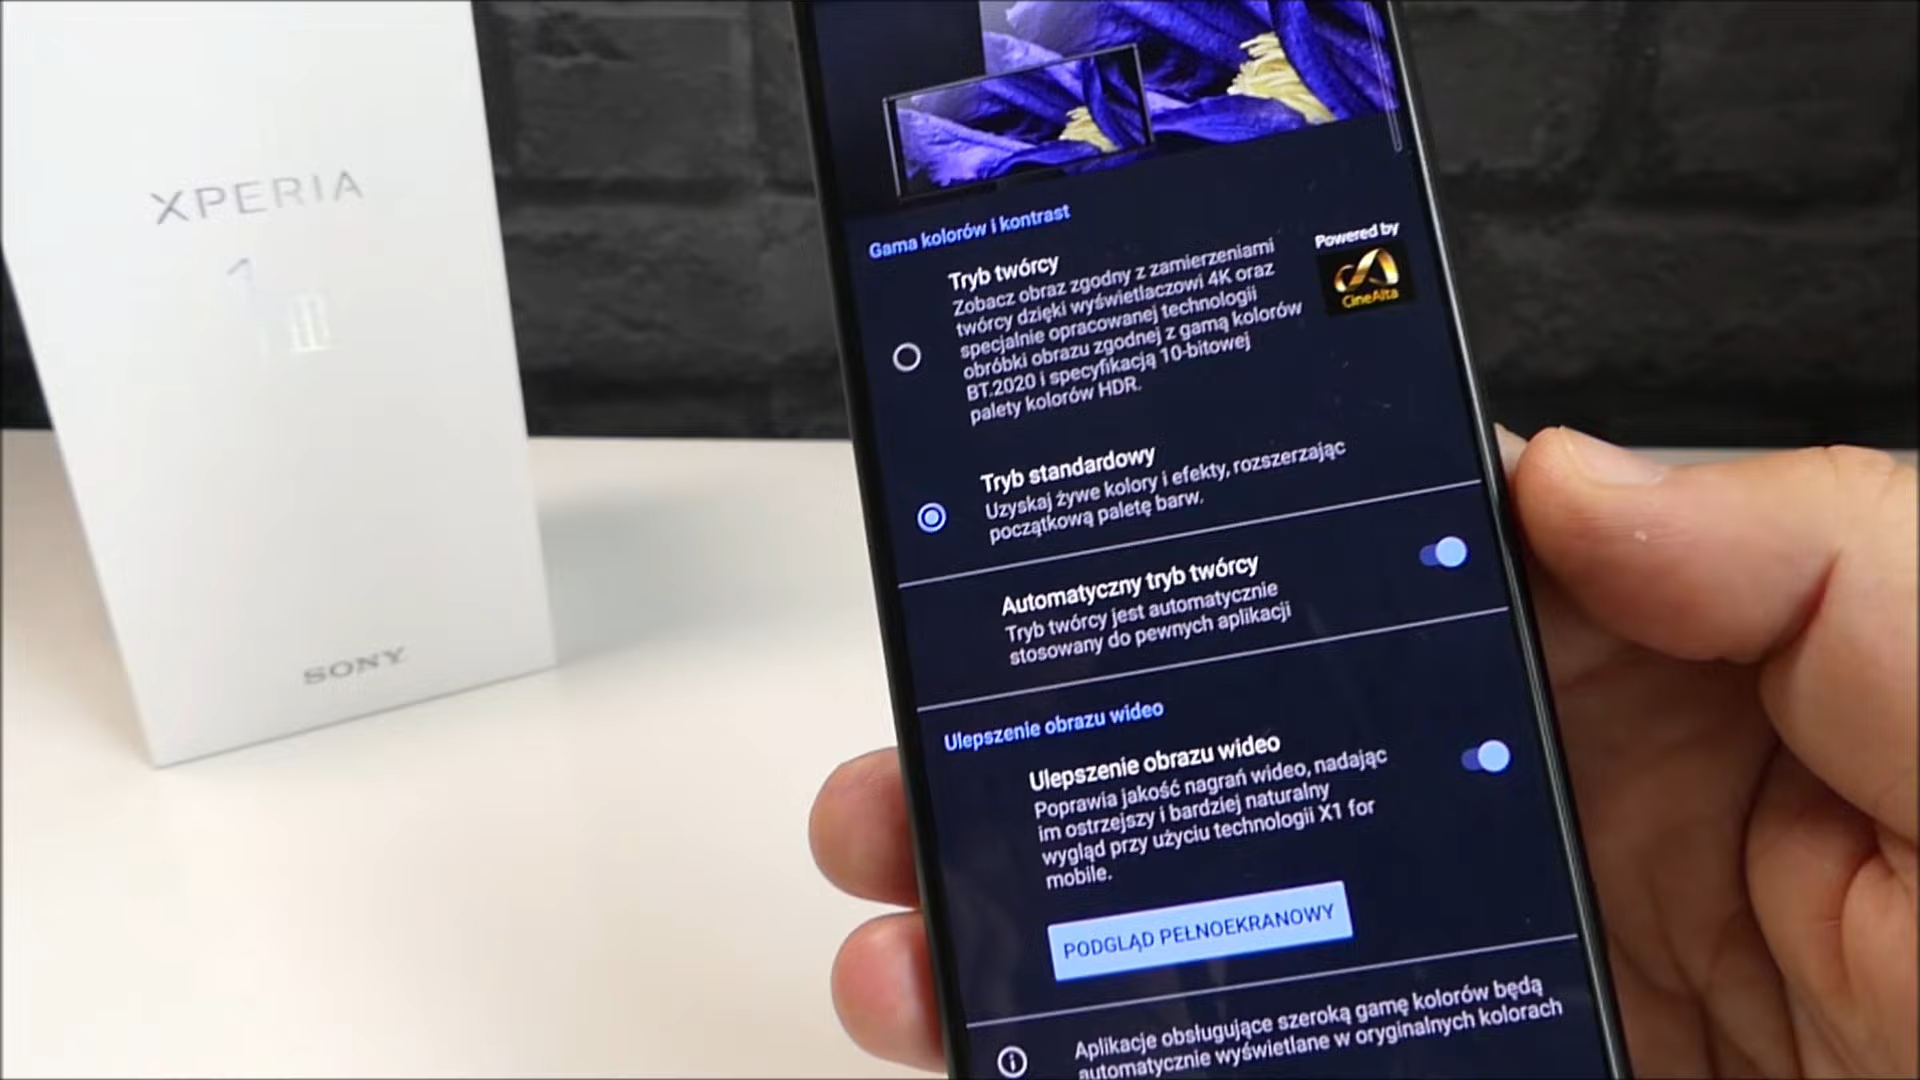 XPERIA
1 III
SONY
Gama kolorów i kontrast
Tryb twórcy
Zobacz obraz zgodny z zamierzeniami
twórcy dzięki wyświetlaczowi 4K oraz
specjalnie opracowanej technologii
obróbki obrazu zgodnej z gamą kolorów
BT.2020 i specyfikacją 10-bitowej
palety kolorów HDR.
Powered by
CineAlta
Tryb standardowy
Uzyskaj żywe kolory i efekty, rozszerzając
początkową paletę barw.
Automatyczny tryb twórcy
Tryb twórcy jest automatycznie
stosowany do pewnych aplikacji
Ulepszenie obrazu wideo
Ulepszenie obrazu wideo
Poprawia jakość nagrań wideo, nadając
im ostrzejszy i bardziej naturalny
wygląd przy użyciu technologii X1 for
mobile.
PODGLĄD PEŁNOEKRANOWY
Aplikacje obsługujące szeroką gamę kolorów będą
automatycznie wyświetlane w oryginalnych kolorach